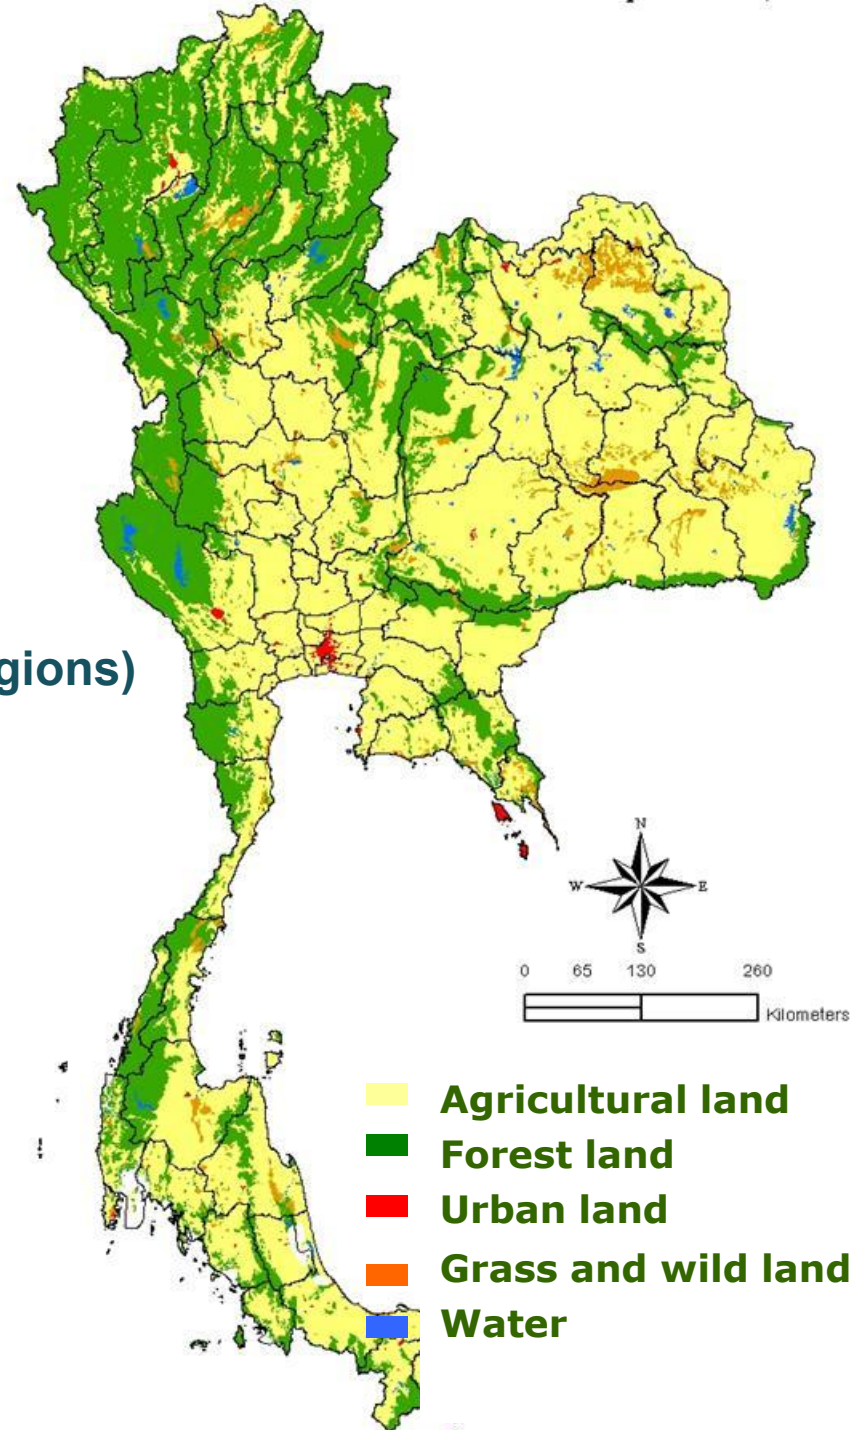 gions)
N
W E
S
0 65 130 260
Kilometers
Agricultural land
Forest land
Urban land
Grass and wild land
Water